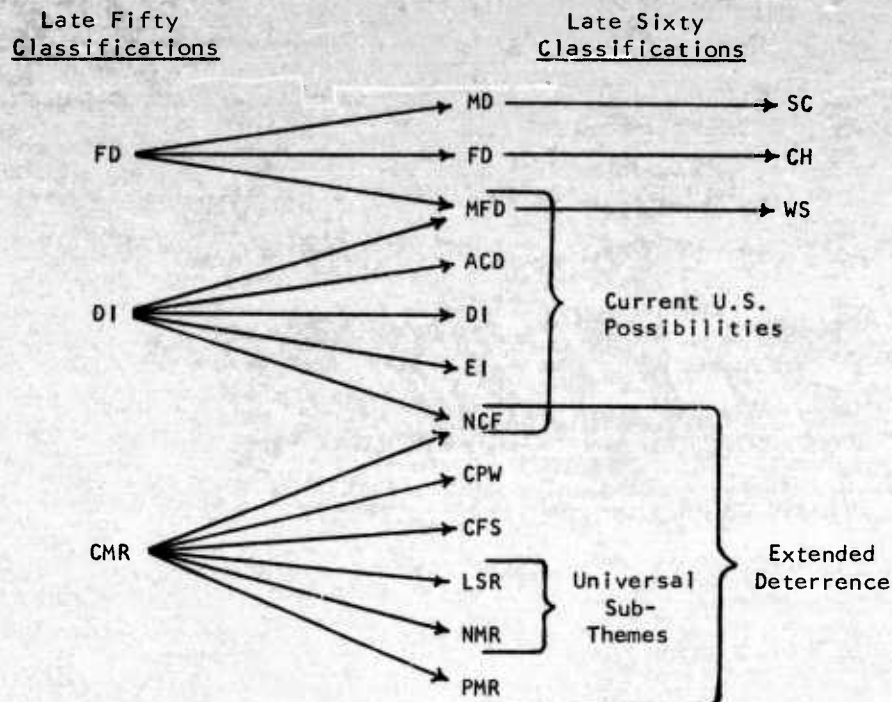 Late Fifty
Classifications
Late Sixty
Classifications
MD
SC
FD
FD
CH
MFD
WS
ACD
DI
DI
Current U.S.
Possibilities
EI
NCF
CPW
CFS
CMR
Extended
Deterrence
LSR
Universal
Sub-
Themes
NMR
PMR